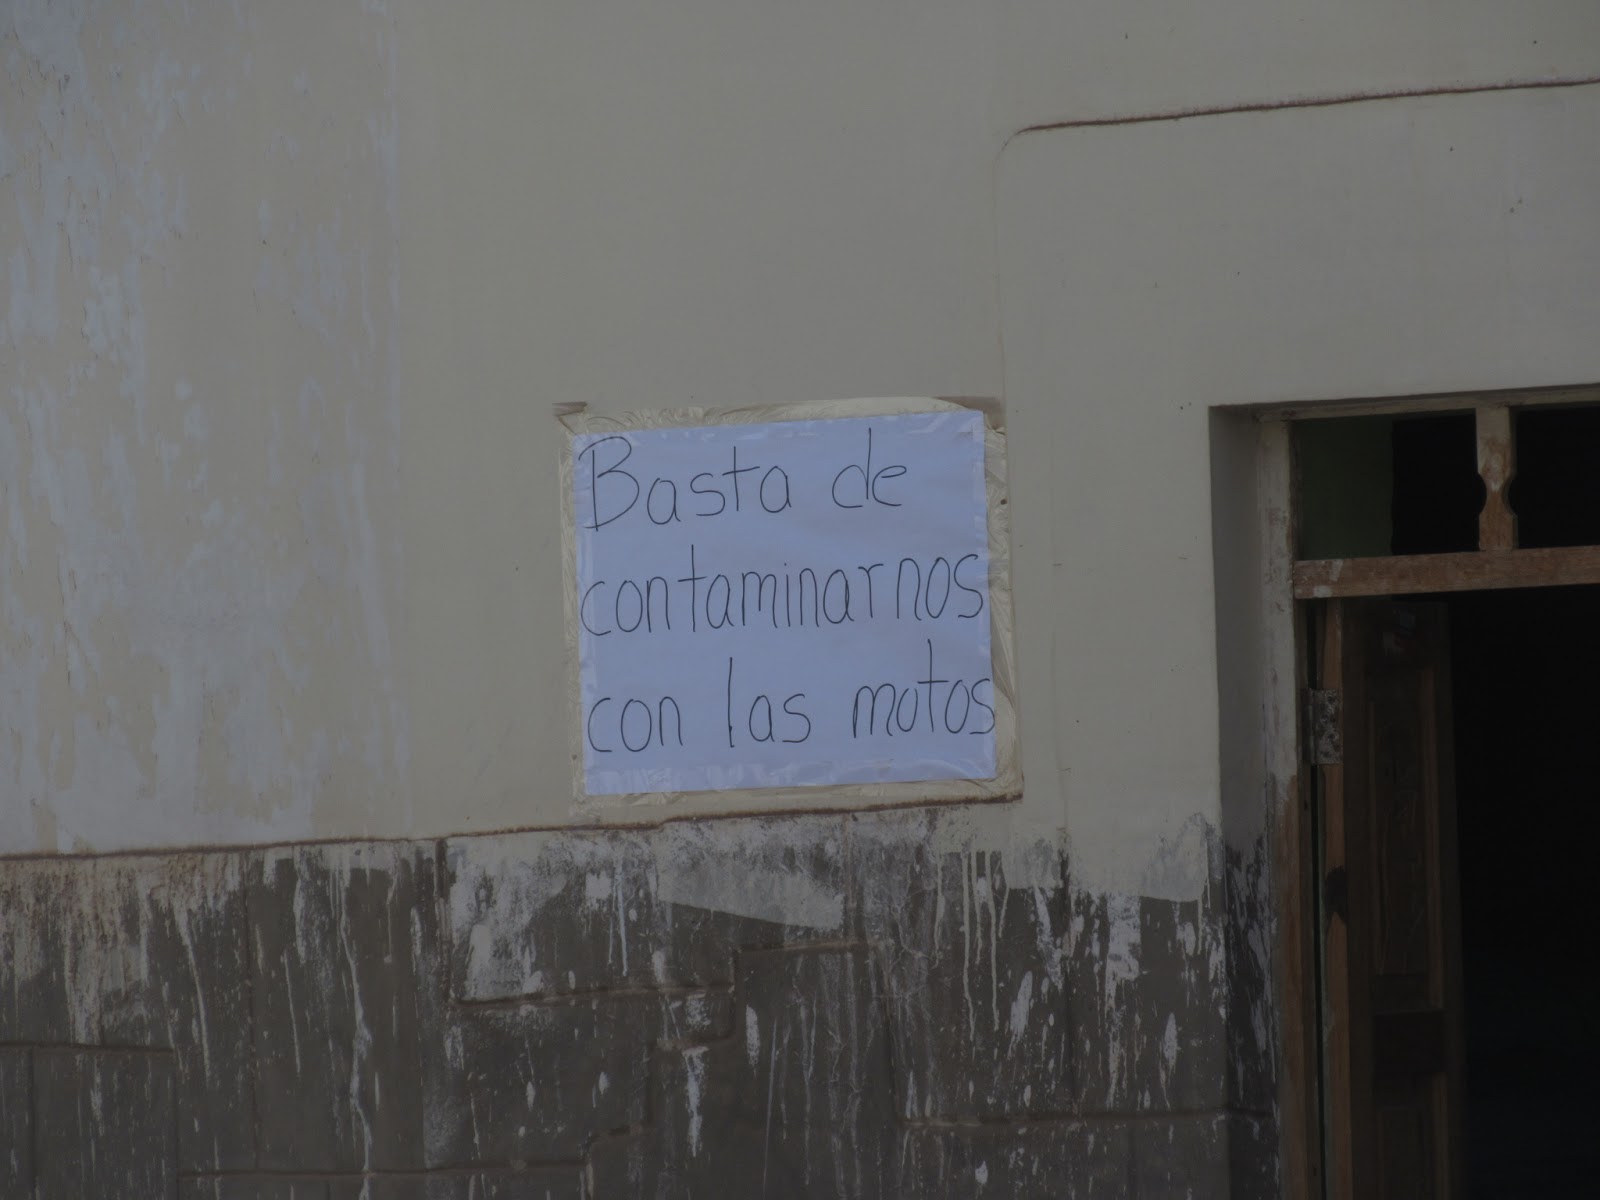 Basta de
contaminarnos
con las motos